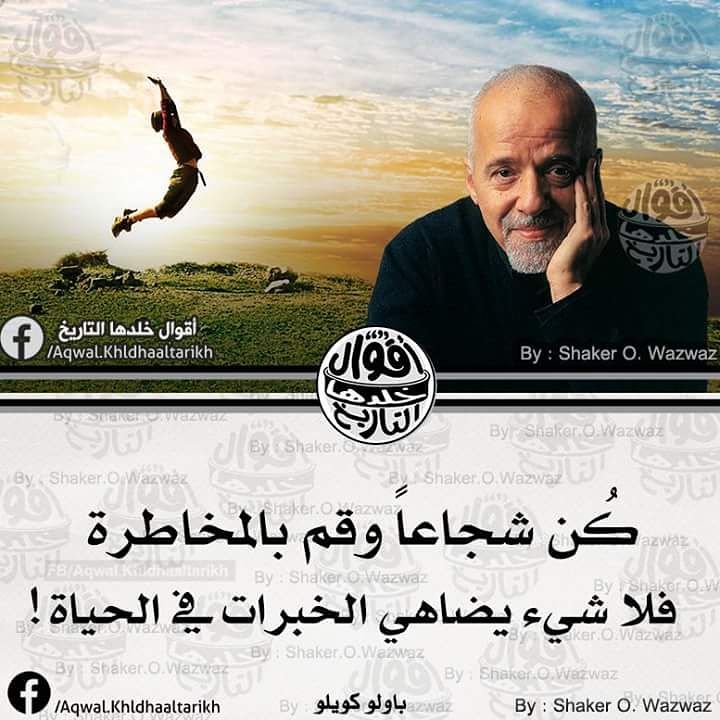 أقوال خلدها التاريخ
/Aqwal.Khldhaaltarikh
By : Shaker O. Wazwaz
أقوال
خلدها
التاريخ
كُن شجاعاً وقم بالمخاطرة
فلا شيء يضاهي الخبرات في الحياة !
/Aqwal.Khldhaaltarikh
باولو كويلو
By : Shaker O. Wazwaz